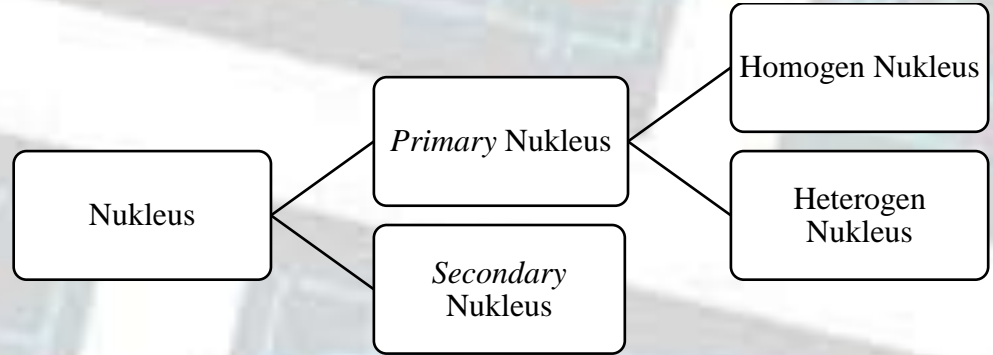 Nukleus
Primary Nukleus
Secondary
Nukleus
Homogen Nukleus
Heterogen
Nukleus